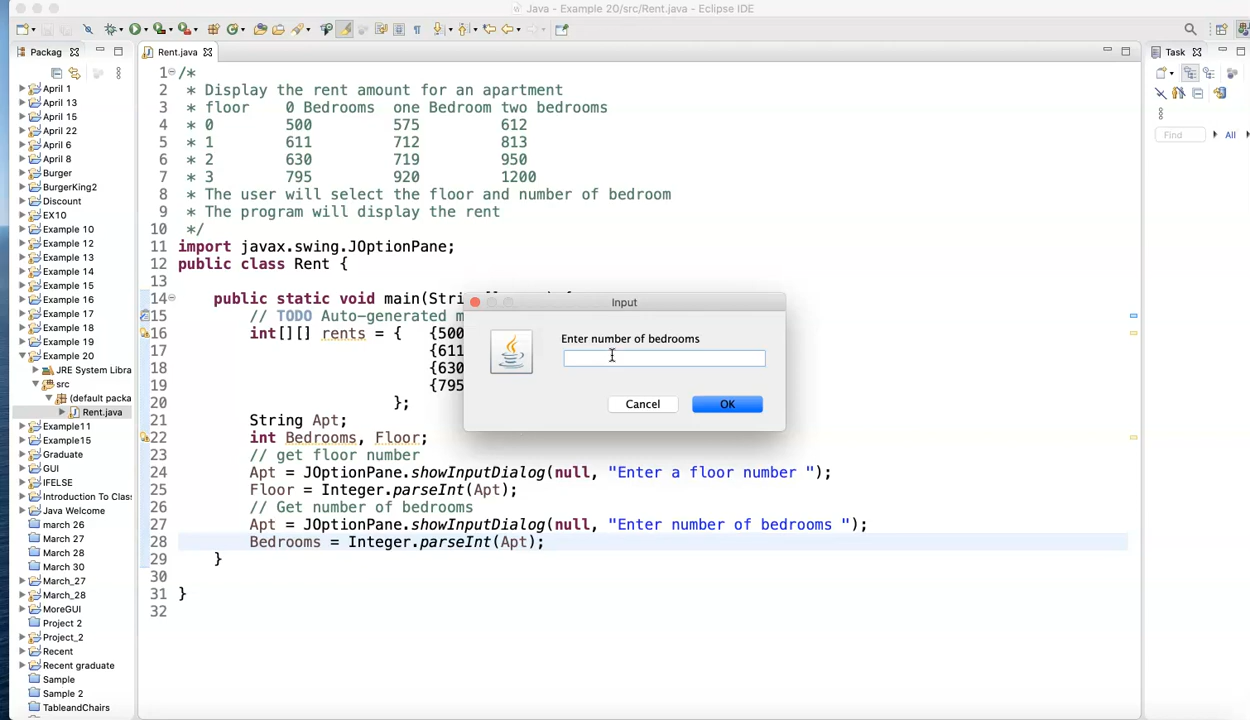 Java - Example 20/src/Rent.java - Eclipse IDE
Packag
Rent.java
Task
Find
All
April 1
April 13
April 15
April 22
April 6
April 8
Burger
BurgerKing2
Discount
EX10
Example 10
Example 12
Example 13
Example 14
Example 15
Example 16
Example 17
Example 18
Example 19
Example 20
JRE System Libra
src
(default packa
Rent.java
Example11
Example15
Graduate
GUI
IFELSE
Introduction To Clas
Java Welcome
march 26
March 27
March 28
March 30
March_27
March_28
MoreGUI
Project 2
Project_2
Recent
Recent graduate
Sample
Sample 2
TableandChairs
1 /*
2 * Display the rent amount for an apartment
3 * floor 0 Bedrooms one Bedroom two bedrooms
4 * 0 500 575 612
5 * 1 611 712 813
6 * 2 630 719 950
7 * 3 795 920 1200
8 * The user will select the floor and number of bedroom
9 * The program will display the rent
10 */
11 import javax.swing.JOptionPane;
12 public class Rent {
13
14 public static void main(Stri
15 // TODO Auto-generated m
16 int[][] rents = { {500
17 {611
18 {630
19 {795
20 };
21 String Apt;
22 int Bedrooms, Floor;
23 // get floor number
24 Apt = JOptionPane.showInputDialog(null, "Enter a floor number ");
25 Floor = Integer.parseInt(Apt);
26 // Get number of bedrooms
27 Apt = JOptionPane.showInputDialog(null, "Enter number of bedrooms ");
28 Bedrooms = Integer.parseInt(Apt);
29 }
30
31 }
32
Input
Enter number of bedrooms
Cancel OK